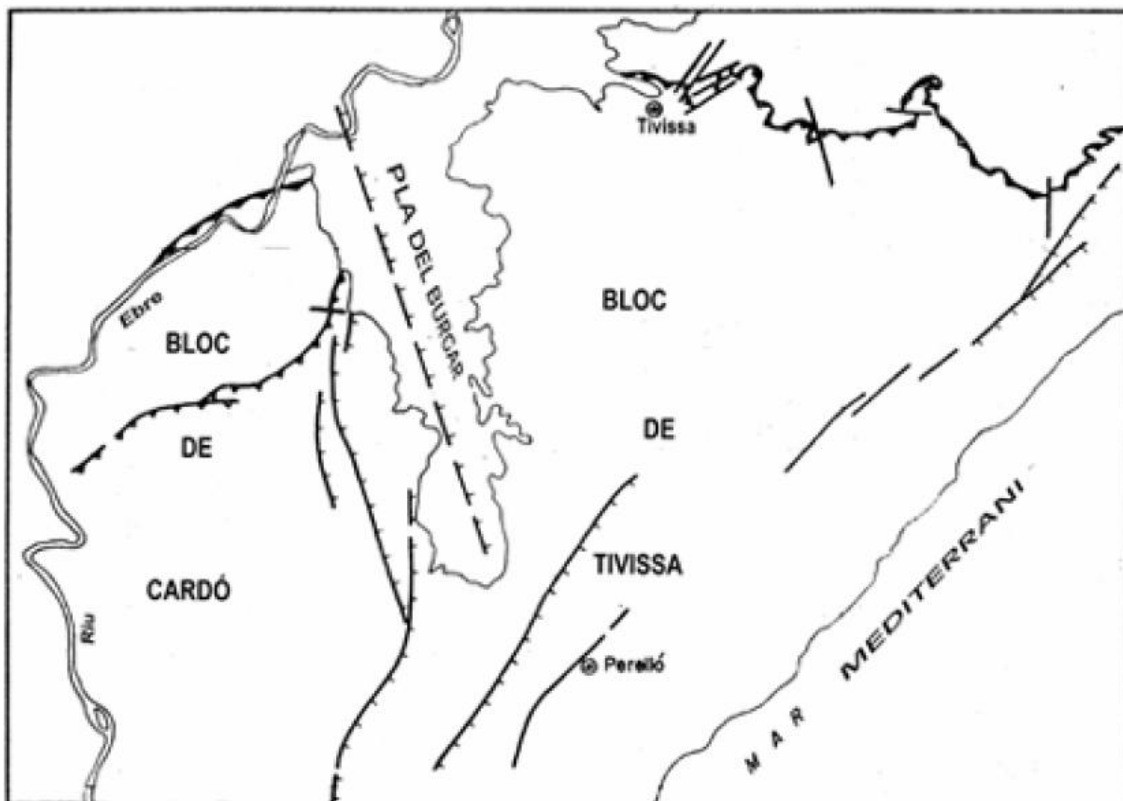 Tivissa
PLA DEL BURGAR
Ebre
BLOC
BLOC
DE
DE
TIVISSA
CARDÓ
Riu
Perelló
MAR MEDITERRANI